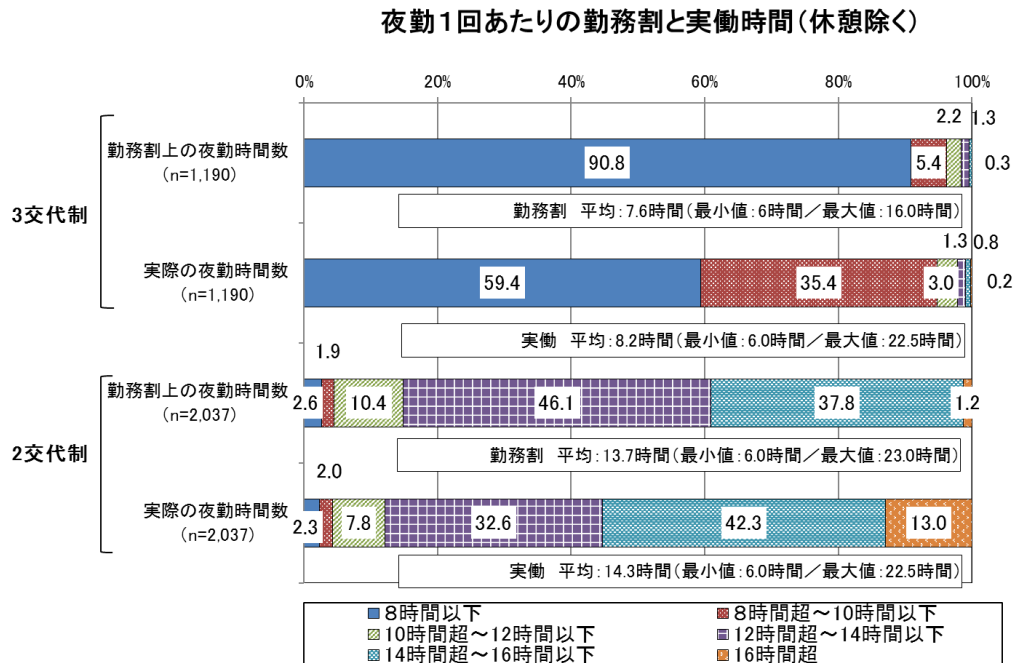 夜勤１回あたりの勤務割と実働時間（休憩除く）
0% 20% 40% 60% 80% 100%
2.2 1.3
3交代制
勤務割上の夜勤時間数
（n=1,190）
90.8 5.4 0.3
勤務割 平均：7.6時間（最小値：6時間／最大値：16.0時間）
1.3 0.8
実際の夜勤時間数
（n=1,190）
59.4 35.4 3.0 0.2
実働 平均：8.2時間（最小値：6.0時間／最大値：22.5時間）
1.9
2交代制
勤務割上の夜勤時間数
（n=2,037）
2.6 10.4 46.1 37.8 1.2
勤務割 平均：13.7時間（最小値：6.0時間／最大値：23.0時間）
2.0
実際の夜勤時間数
（n=2,037）
2.3 7.8 32.6 42.3 13.0
実働 平均：14.3時間（最小値：6.0時間／最大値：22.5時間）
8時間以下 8時間超～10時間以下
10時間超～12時間以下 12時間超～14時間以下
14時間超～16時間以下 16時間超